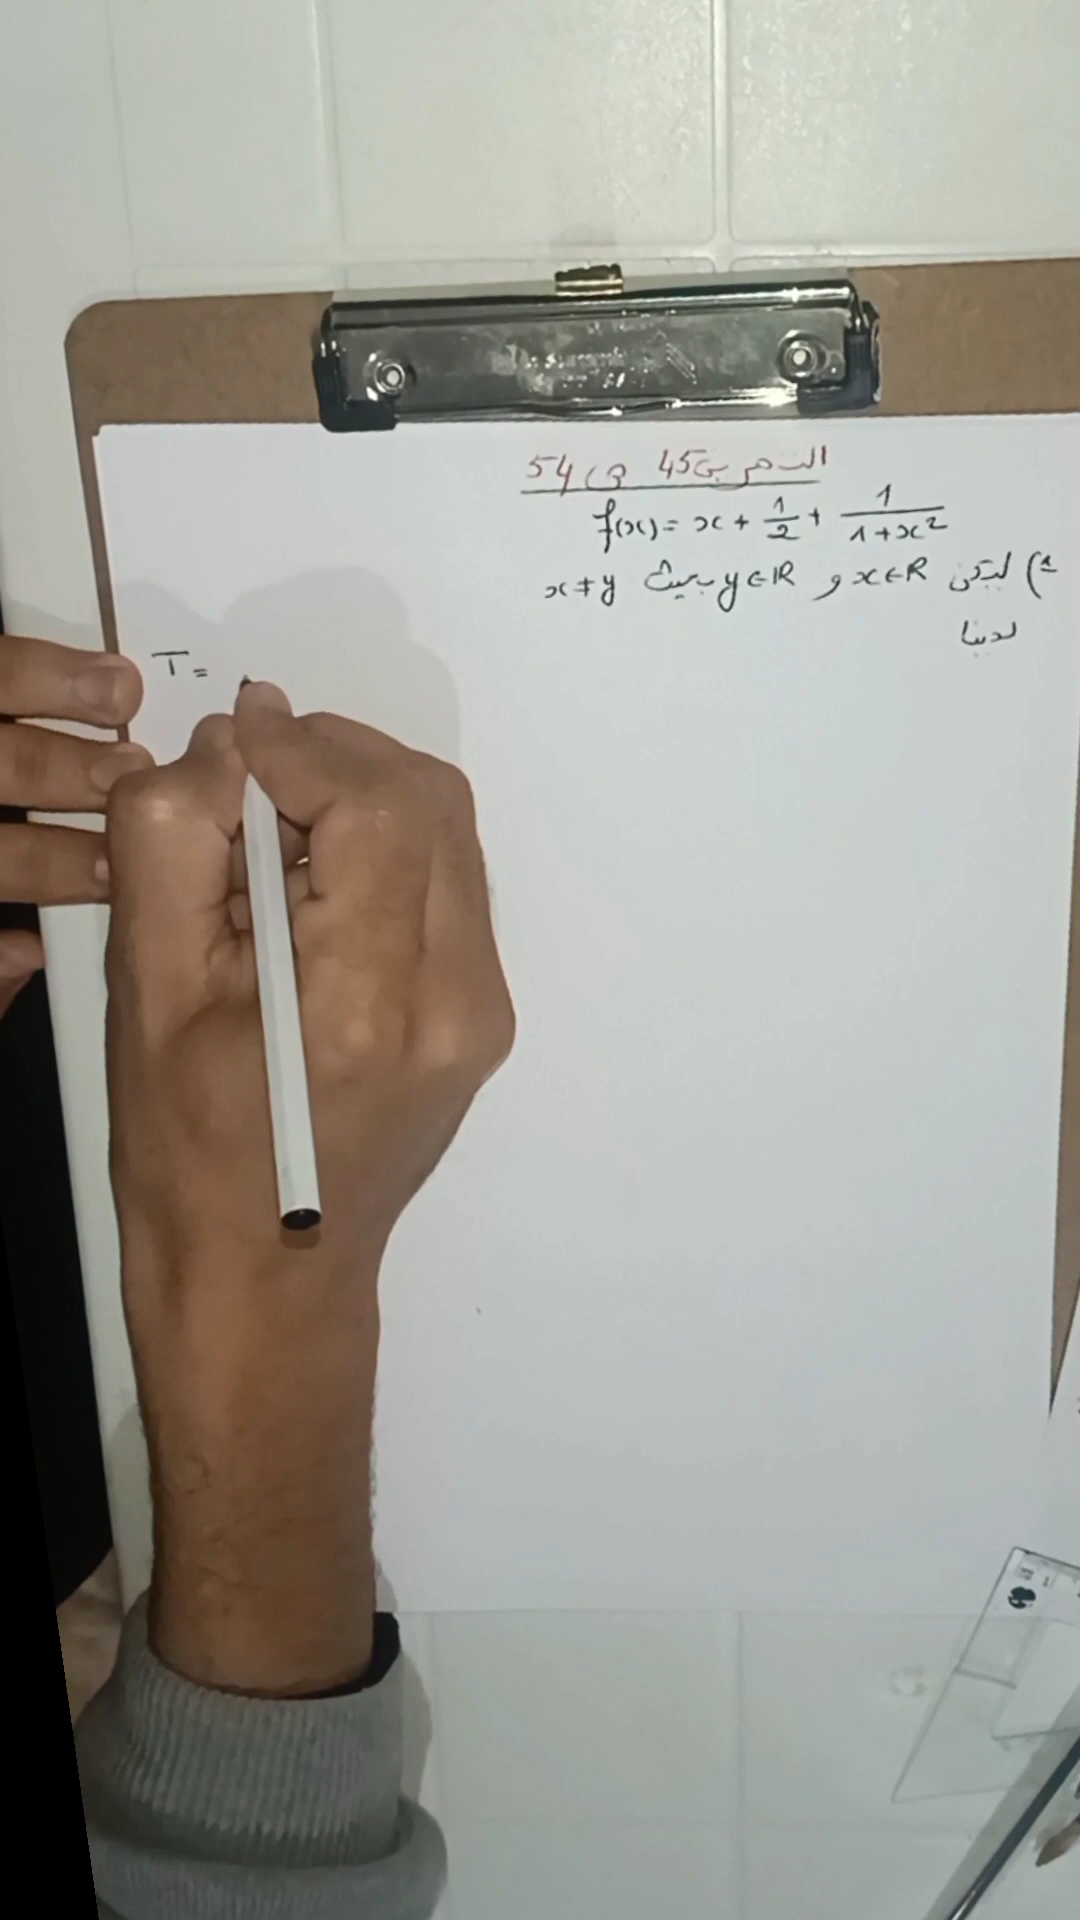 التمرين 45 ص 54
f(x) = x + 1/2 + 1/(1+x²)
1) ليكن x∈R و y∈R بحيث x≠y
لدينا
T =